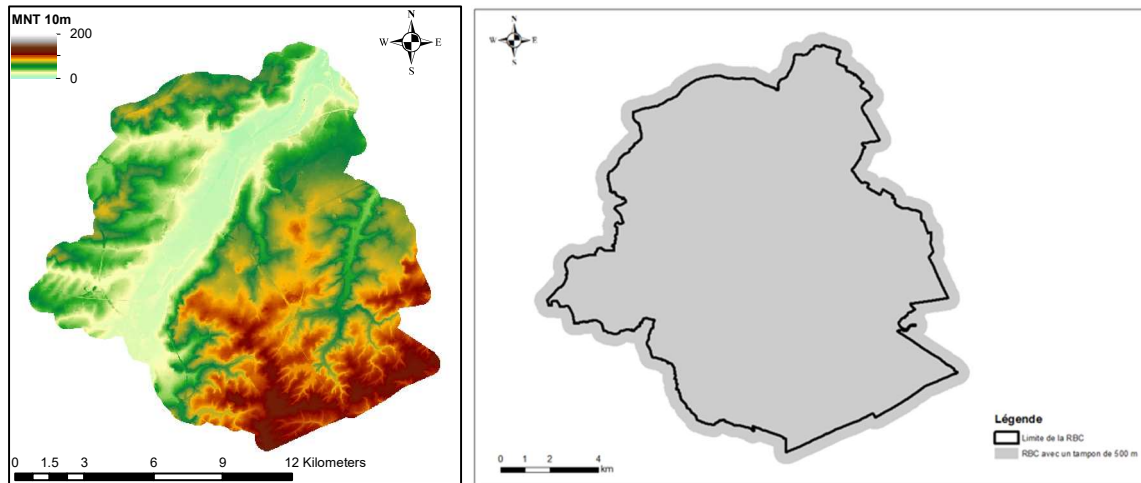 MNT 10m
200
0
N
W E
S
0 1.5 3 6 9 12 Kilometers
N
W E
S
Légende
Limite de la RBC
RBC avec un tampon de 500 m
0 1 2 4
km